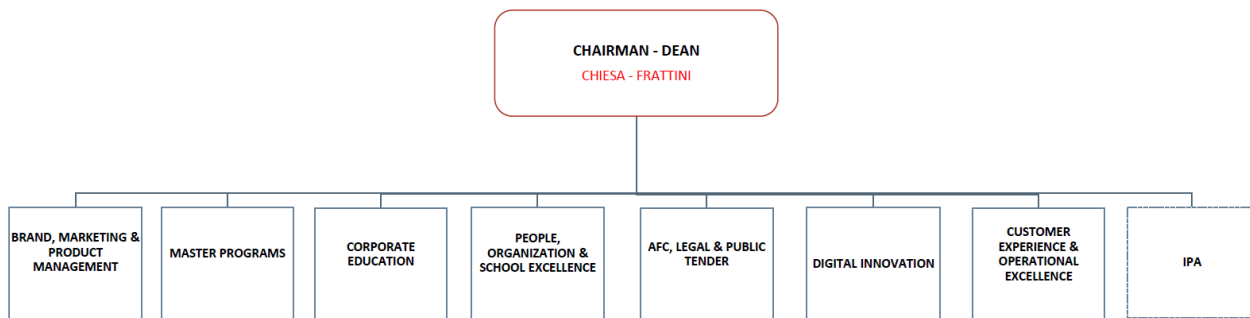 CHAIRMAN - DEAN
CHIESA - FRATTINI
BRAND, MARKETING &
PRODUCT
MANAGEMENT
MASTER PROGRAMS
CORPORATE
EDUCATION
PEOPLE,
ORGANIZATION &
SCHOOL EXCELLENCE
AFC, LEGAL & PUBLIC
TENDER
DIGITAL INNOVATION
CUSTOMER
EXPERIENCE &
OPERATIONAL
EXCELLENCE
IPA